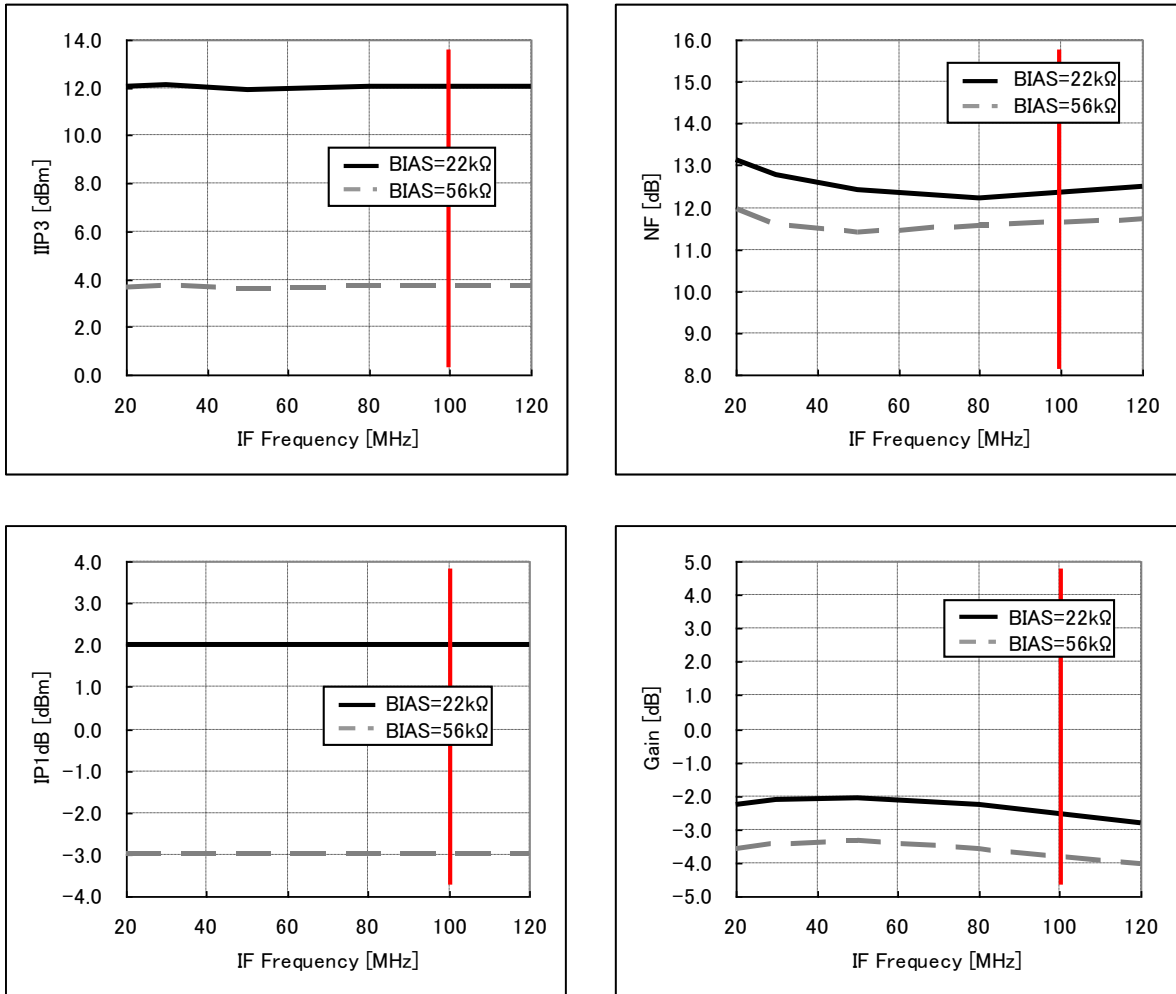 14.0
12.0
10.0
8.0
6.0
4.0
2.0
0.0
IIP3 [dBm]
BIAS=22kΩ
BIAS=56kΩ
20 40 60 80 100 120
IF Frequency [MHz]
16.0
15.0
14.0
13.0
12.0
11.0
10.0
9.0
8.0
NF [dB]
BIAS=22kΩ
BIAS=56kΩ
20 40 60 80 100 120
IF Frequency [MHz]
4.0
3.0
2.0
1.0
0.0
−1.0
−2.0
−3.0
−4.0
IP1dB [dBm]
BIAS=22kΩ
BIAS=56kΩ
20 40 60 80 100 120
IF Frequency [MHz]
5.0
4.0
3.0
2.0
1.0
0.0
−1.0
−2.0
−3.0
−4.0
−5.0
Gain [dB]
BIAS=22kΩ
BIAS=56kΩ
20 40 60 80 100 120
IF Frequecy [MHz]